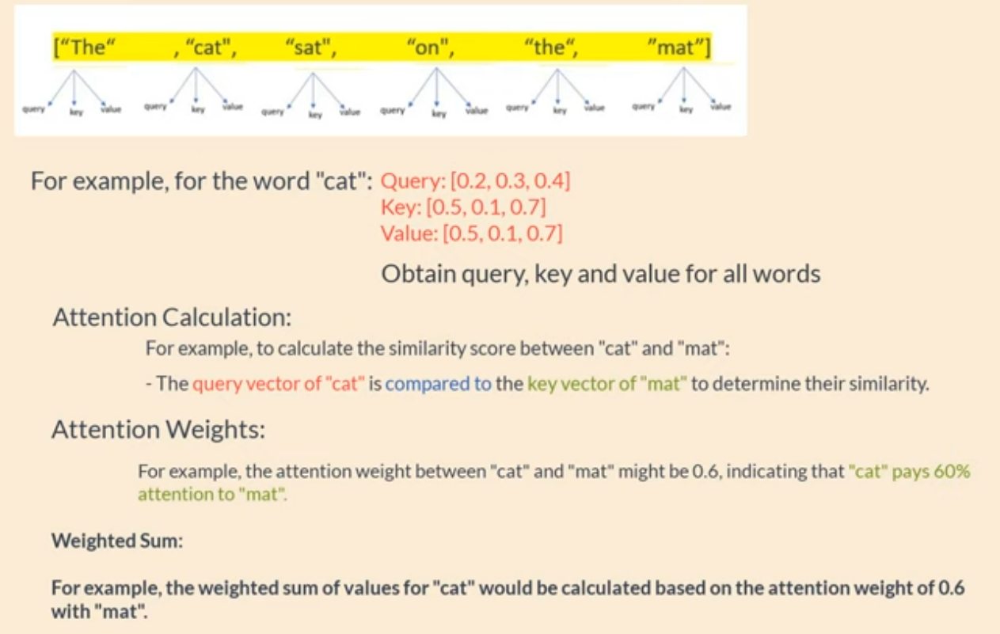 ["The" , "cat", "sat", "on", "the", "mat"]
query key value query key value query key value query key value query key value query key value
For example, for the word "cat": Query: [0.2, 0.3, 0.4]
Key: [0.5, 0.1, 0.7]
Value: [0.5, 0.1, 0.7]
Obtain query, key and value for all words
Attention Calculation:
For example, to calculate the similarity score between "cat" and "mat":
- The query vector of "cat" is compared to the key vector of "mat" to determine their similarity.
Attention Weights:
For example, the attention weight between "cat" and "mat" might be 0.6, indicating that "cat" pays 60%
attention to "mat".
Weighted Sum:
For example, the weighted sum of values for "cat" would be calculated based on the attention weight of 0.6
with "mat".